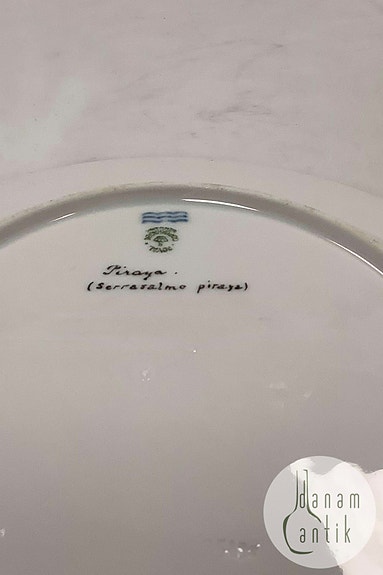 Piraya.
(Serrasalmo piraya)
danam
antik